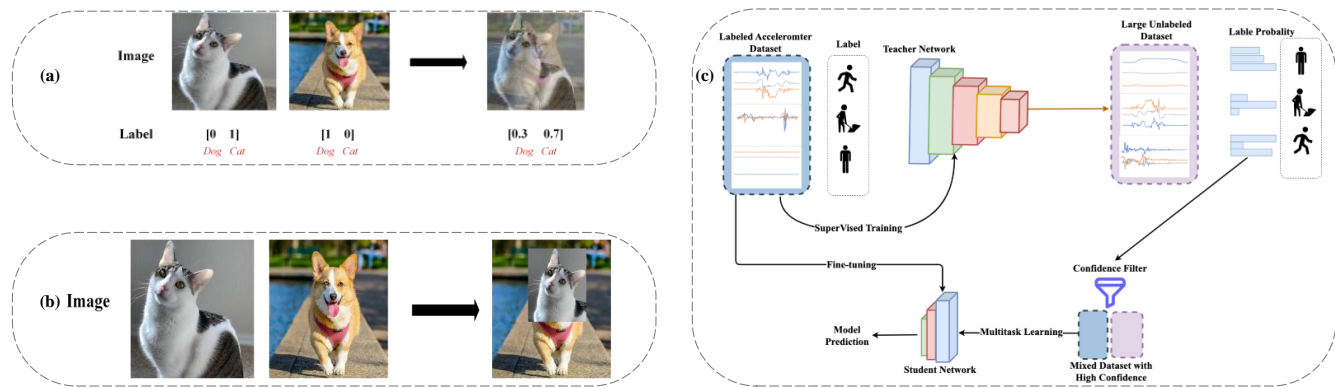 (a)
Image
Label
[0 1]
Dog Cat
[1 0]
Dog Cat
[0.3 0.7]
Dog Cat
(b) Image
(c)
Labeled Acceleromter
Dataset
Label
Teacher Network
Large Unlabeled
Dataset
Lable Probality
SuperVised Training
Fine-tuning
Confidence Filter
Multitask Learning
Model
Prediction
Student Network
Mixed Dataset with
High Confidence